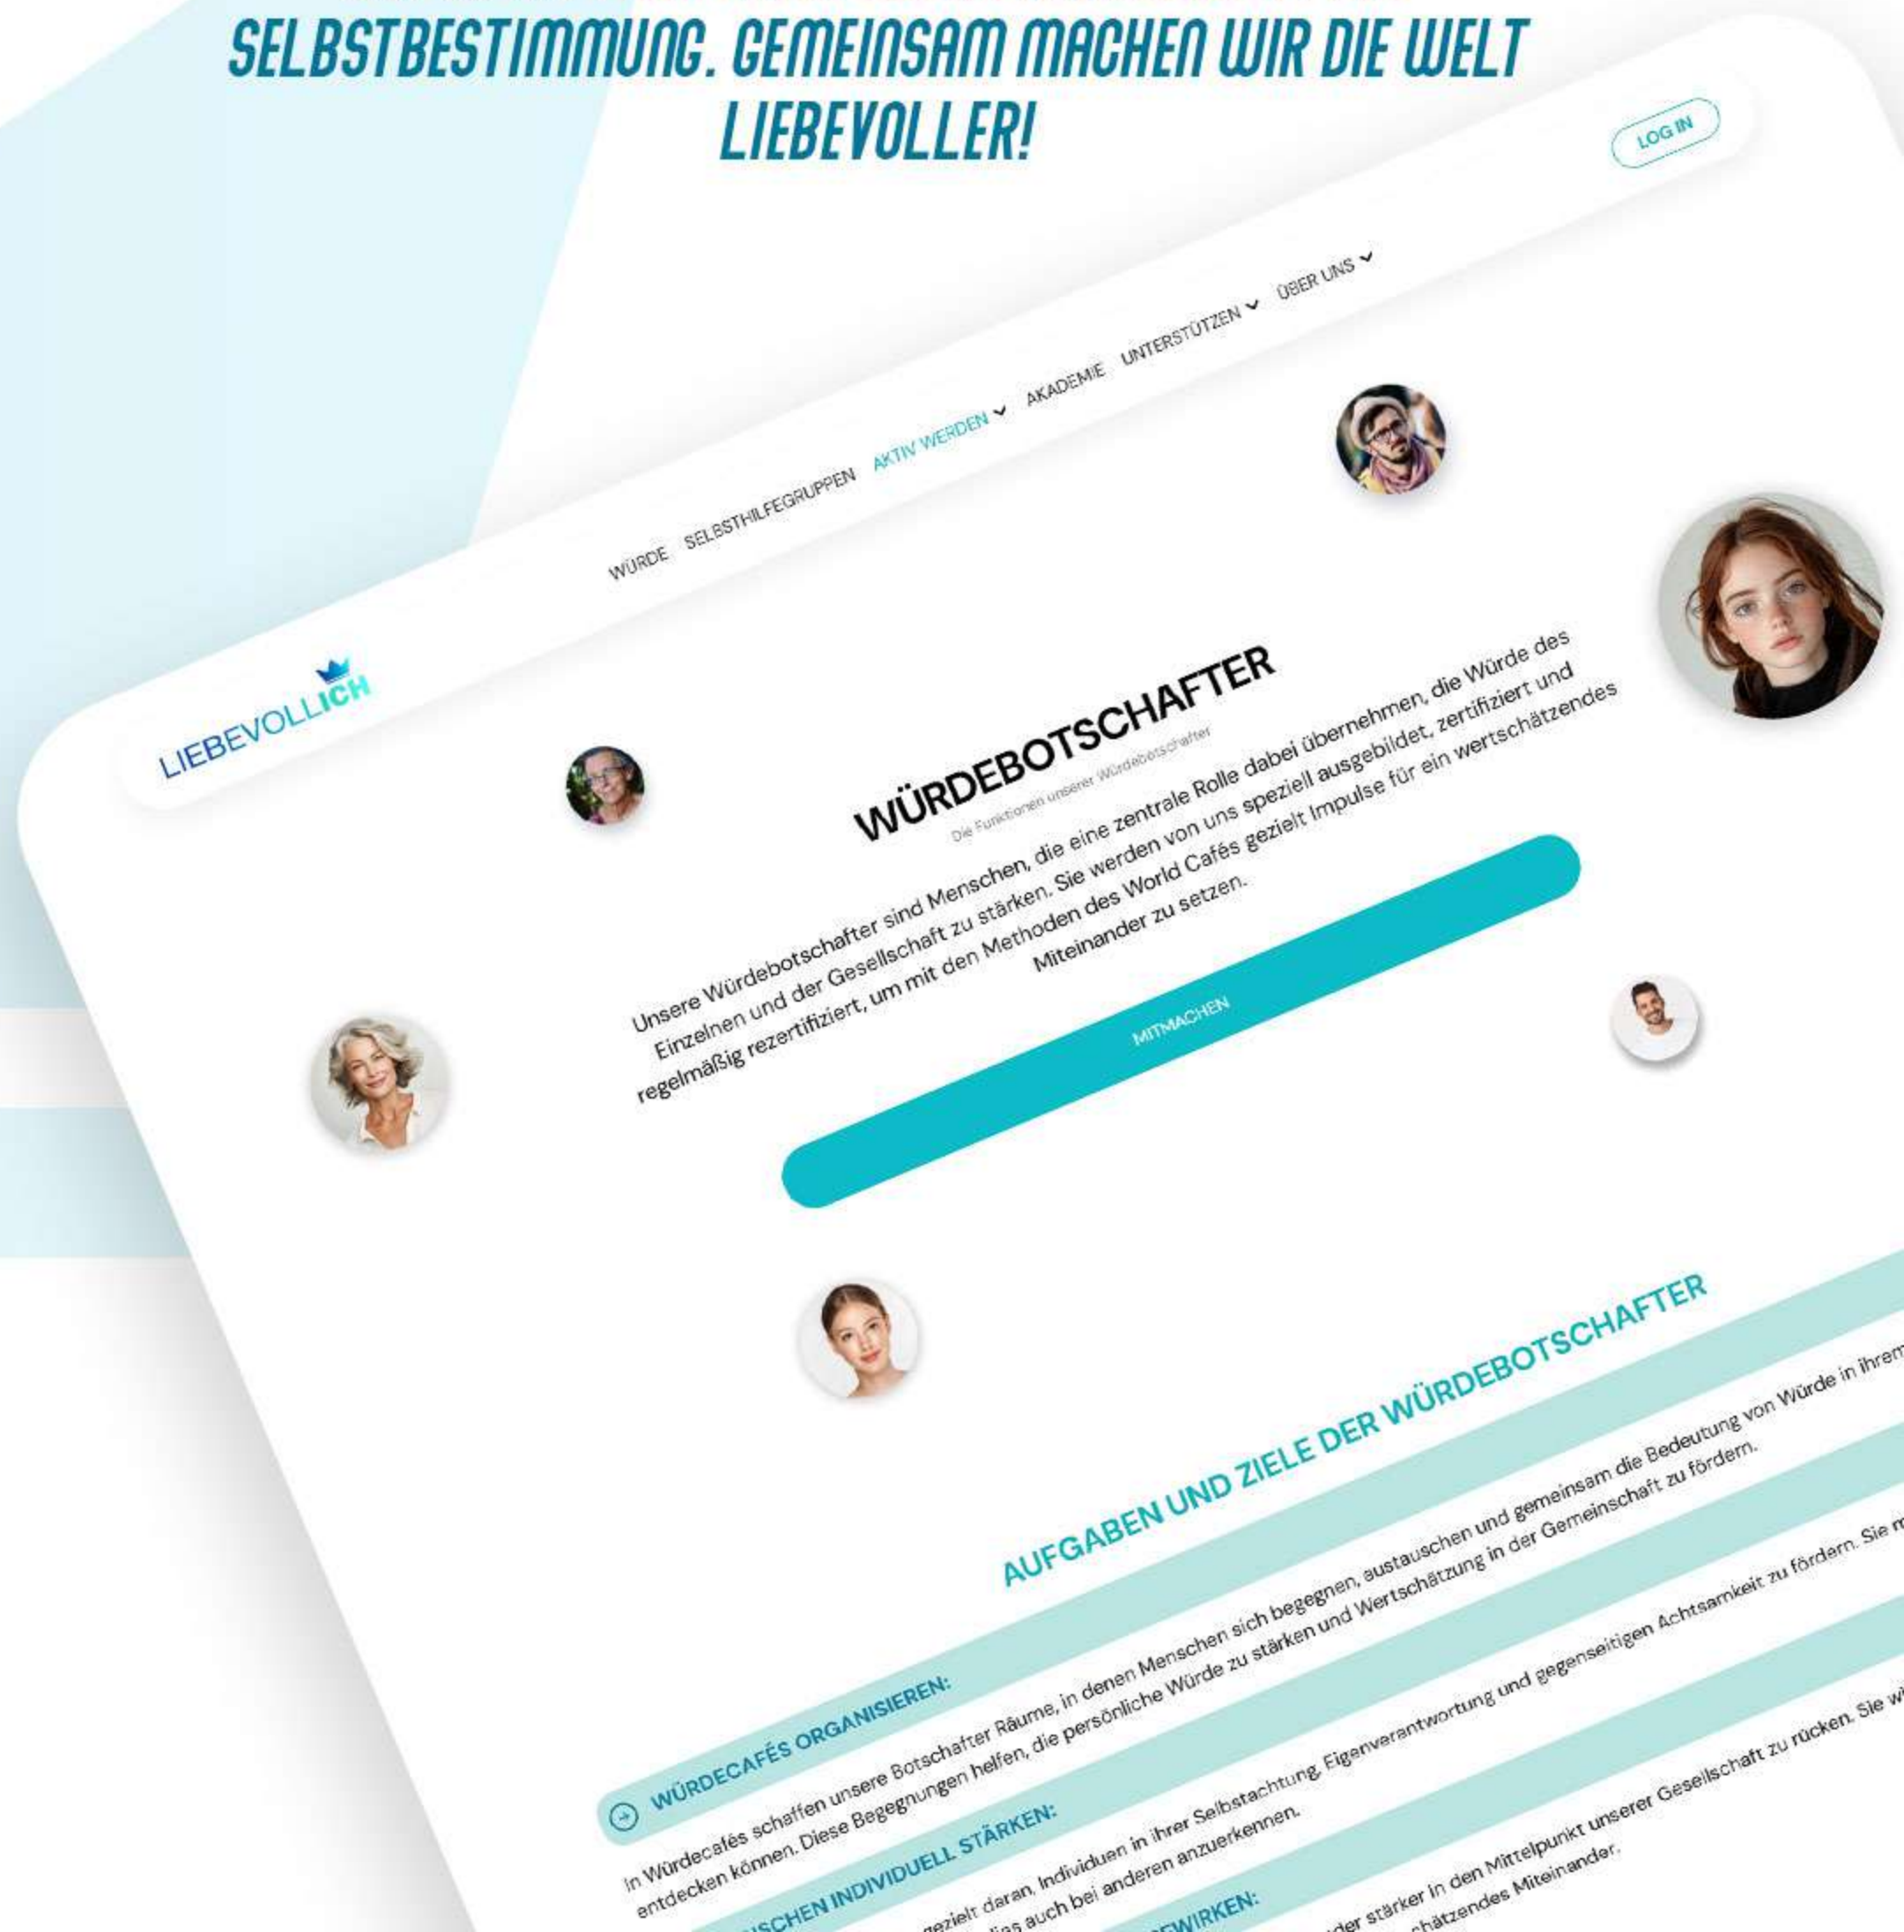 SELBSTBESTIMMUNG. GEMEINSAM MACHEN WIR DIE WELT
LIEBEVOLLER!
LOG IN
LIEBEVOLLICH
WÜRDE SELBSTHILFEGRUPPEN AKTIV WERDEN AKADEMIE UNTERSTÜTZEN ÜBER UNS
WÜRDEBOTSCHAFTER
Die Funktionen unserer Würdebotschafter
Unsere Würdebotschafter sind Menschen, die eine zentrale Rolle dabei übernehmen, die Würde des
Einzelnen und der Gesellschaft zu stärken. Sie werden von uns speziell ausgebildet, zertifiziert und
regelmäßig rezertifiziert, um mit den Methoden des World Cafés gezielt Impulse für ein wertschätzendes
Miteinander zu setzen.
MITMACHEN
AUFGABEN UND ZIELE DER WÜRDEBOTSCHAFTER
WÜRDECAFÉS ORGANISIEREN:
In Würdecafés schaffen unsere Botschafter Räume, in denen Menschen sich begegnen, austauschen und gemeinsam die Bedeutung von Würde in ihrem
entdecken können. Diese Begegnungen helfen, die persönliche Würde zu stärken und Wertschätzung in der Gemeinschaft zu fördern.
INDIVIDUELL STÄRKEN:
gezielt daran, Individuen in ihrer Selbstachtung, Eigenverantwortung und gegenseitigen Achtsamkeit zu fördern. Sie
auch bei anderen anzuerkennen.
stärker in den Mittelpunkt unserer Gesellschaft zu rücken. Sie
Miteinander.